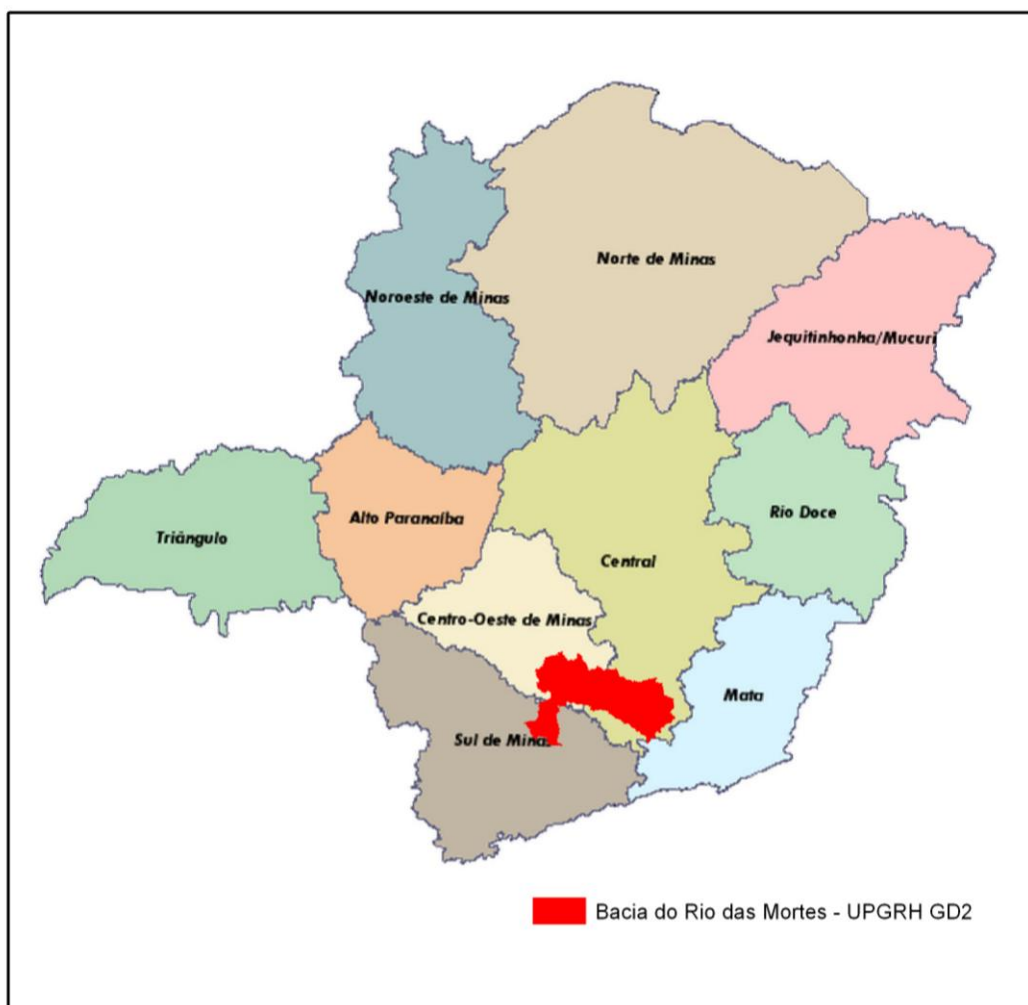 Norte de Minas
Noroeste de Minas
Jequitinhonha/Mucuri
Rio Doce
Alto Paranaíba
Triângulo
Central
Centro-Oeste de Minas
Mata
Sul de Minas
Bacia do Rio das Mortes - UPGRH GD2